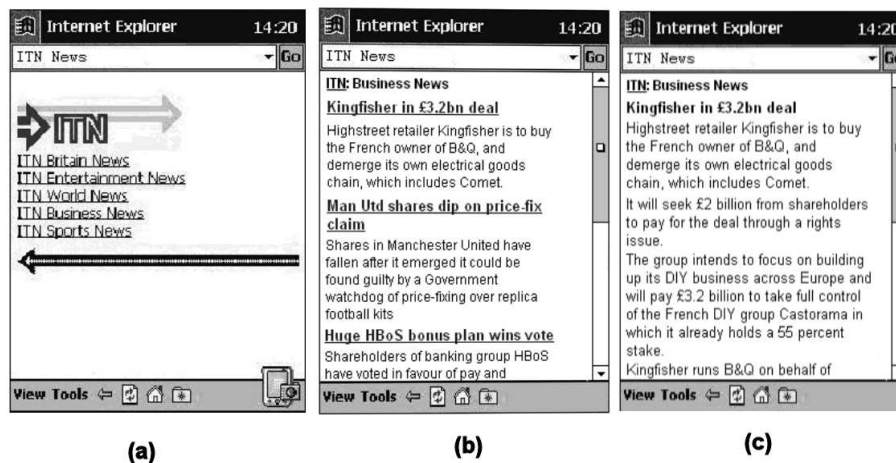 Internet Explorer 14:20
ITN News Go
ITN
ITN Britain News
ITN Entertainment News
ITN World News
ITN Business News
ITN Sports News
View Tools
(a)
Internet Explorer 14:20
ITN News Go
ITN: Business News
Kingfisher in £3.2bn deal
Highstreet retailer Kingfisher is to buy
the French owner of B&Q, and
demerge its own electrical goods
chain, which includes Comet.
Man Utd shares dip on price-fix
claim
Shares in Manchester United have
fallen after it emerged it could be
found guilty by a Government
watchdog of price-fixing over replica
football kits
Huge HBoS bonus plan wins vote
Shareholders of banking group HBoS
have voted in favour of pay and
View Tools
(b)
Internet Explorer 14:20
ITN News G
ITN: Business News
Kingfisher in £3.2bn deal
Highstreet retailer Kingfisher is to buy
the French owner of B&Q, and
demerge its own electrical goods
chain, which includes Comet.
It will seek £2 billion from shareholders
to pay for the deal through a rights
issue.
The group intends to focus on building
up its DIY business across Europe and
will pay £3.2 billion to take full control
of the French DIY group Castorama in
which it already holds a 55 percent
stake.
Kingfisher runs B&Q on behalf of
View Tools
(c)